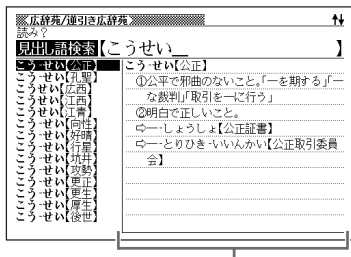 広辞苑/逆引き広辞苑
読み?
見出し語検索【こうせい__ 】
こう‐せい【公正】
こう‐せい【孔聖】
こうせい【広西】
こうせい【江西】
こうせい【江青】
こう‐せい【向性】
こう‐せい【好晴】
こう‐せい【行星】
こう‐せい【坑井】
こう‐せい【攻勢】
こう‐せい【更正】
こう‐せい【更生】
こう‐せい【厚生】
こう‐せい【後世】
こう‐せい【公正】
①公平で邪曲のないこと。「―を期する」「―
な裁判」「取引を―に行う」
②明白で正しいこと。
⇨―‐しょうしょ【公正証書】
⇨―‐とりひき‐いいんかい【公正取引委員
会】